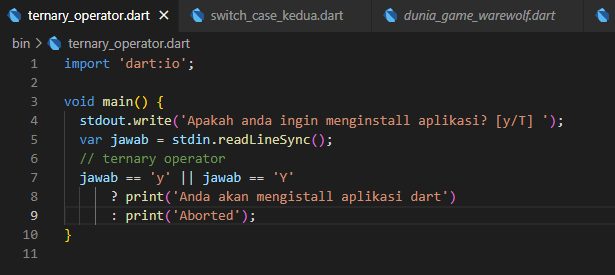 ternary_operator.dart × switch_case_kedua.dart dunia_game_warewolf.dart
bin > ternary_operator.dart
1 import 'dart:io';
2
3 void main() {
4 stdout.write('Apakah anda ingin menginstall aplikasi? [y/T] ');
5 var jawab = stdin.readLineSync();
6 // ternary operator
7 jawab == 'y' || jawab == 'Y'
8 ? print('Anda akan mengistall aplikasi dart')
9 : print('Aborted');
10 }
11